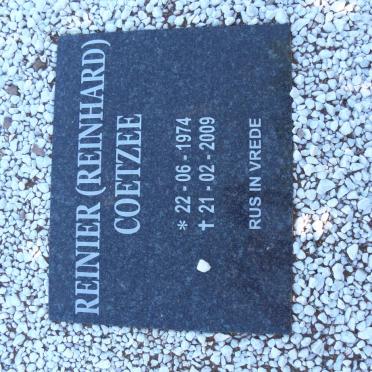 REINIER (REINHARD)
COETZEE
* 22 - 06 - 1974
† 21 - 02 - 2009
RUS IN VREDE